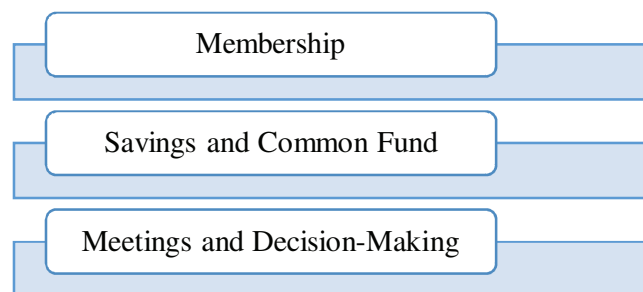 Membership
Savings and Common Fund
Meetings and Decision-Making